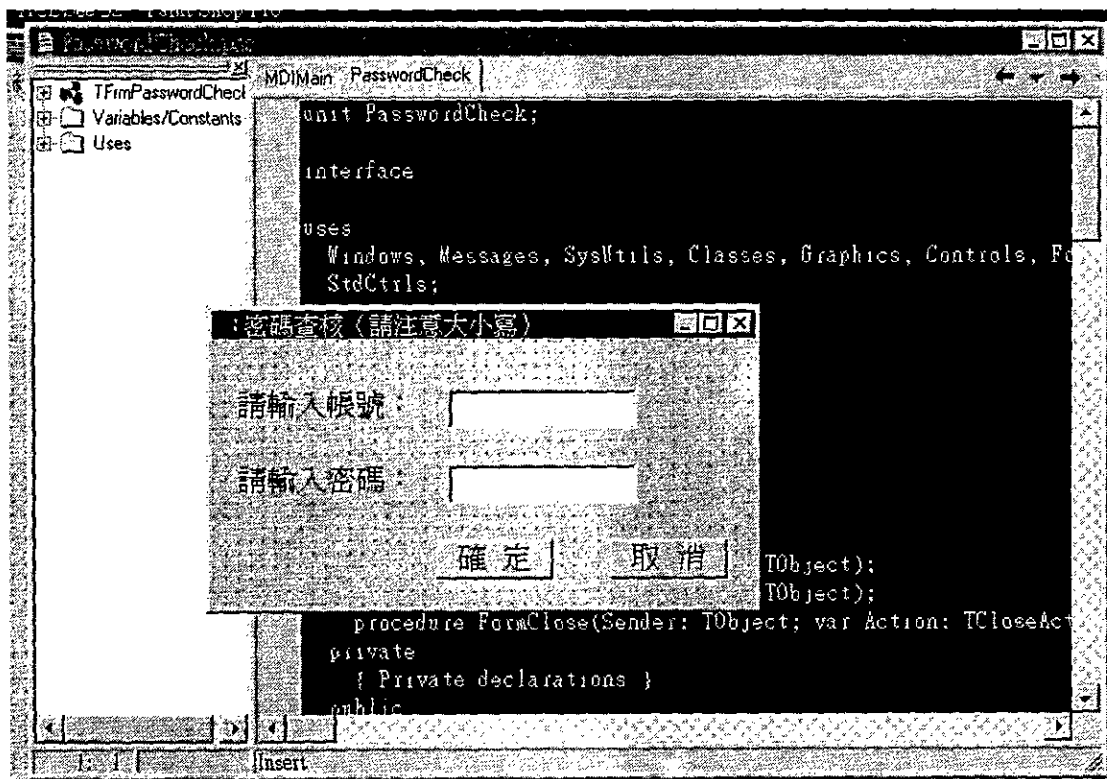 PasswordCheck.pas
MDIMain PasswordCheck
TFrmPasswordCheck
Variables/Constants
Uses
unit PasswordCheck;
interface
uses
Windows, Messages, SysUtils, Classes, Graphics, Controls, Fo
StdCtrls;
密碼查核（請注意大小寫）
請輸入帳號：
請輸入密碼：
確定 取消
TObject);
TObject);
procedure FormClose(Sender: TObject; var Action: TCloseAct
private
{ Private declarations }
public
1: 1
Insert